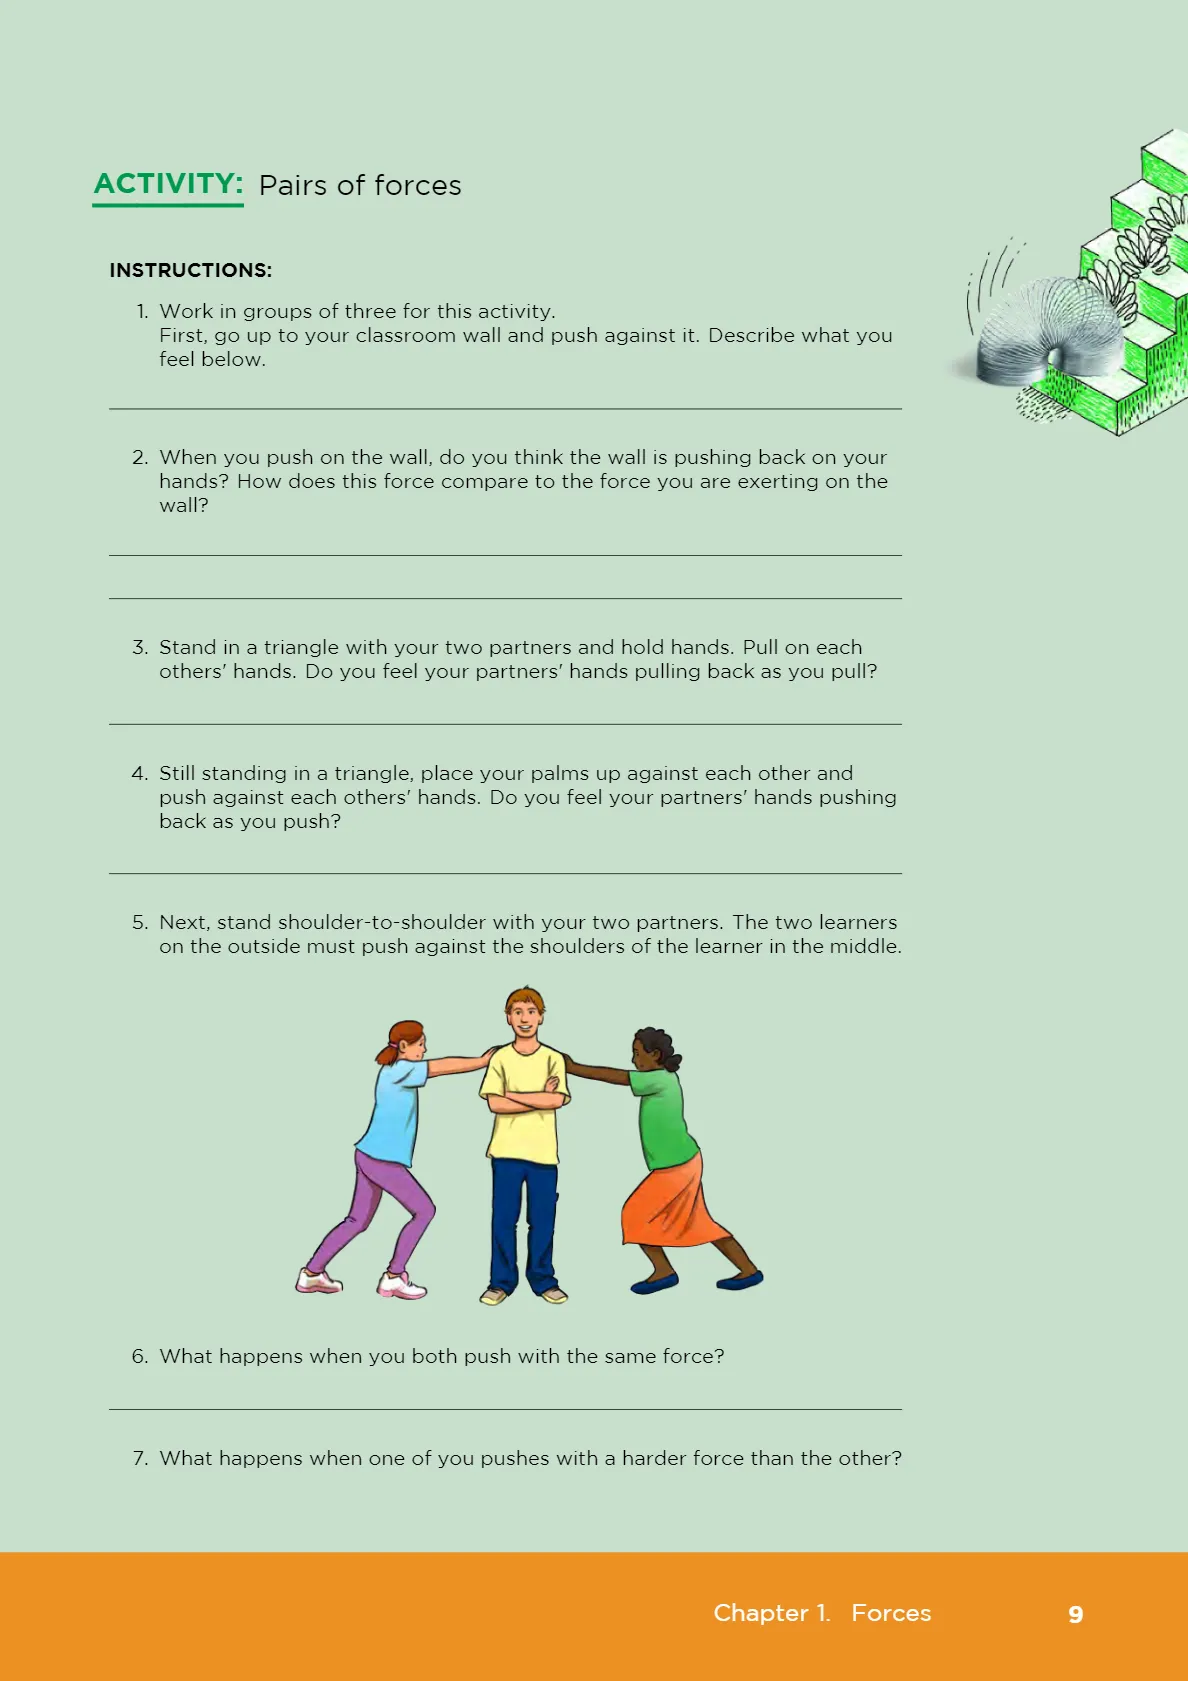 ACTIVITY: Pairs of forces
INSTRUCTIONS:
1. Work in groups of three for this activity.
First, go up to your classroom wall and push against it. Describe what you
feel below.
2. When you push on the wall, do you think the wall is pushing back on your
hands? How does this force compare to the force you are exerting on the
wall?
3. Stand in a triangle with your two partners and hold hands. Pull on each
others' hands. Do you feel your partners' hands pulling back as you pull?
4. Still standing in a triangle, place your palms up against each other and
push against each others' hands. Do you feel your partners' hands pushing
back as you push?
5. Next, stand shoulder-to-shoulder with your two partners. The two learners
on the outside must push against the shoulders of the learner in the middle.
6. What happens when you both push with the same force?
7. What happens when one of you pushes with a harder force than the other?
Chapter 1. Forces 9